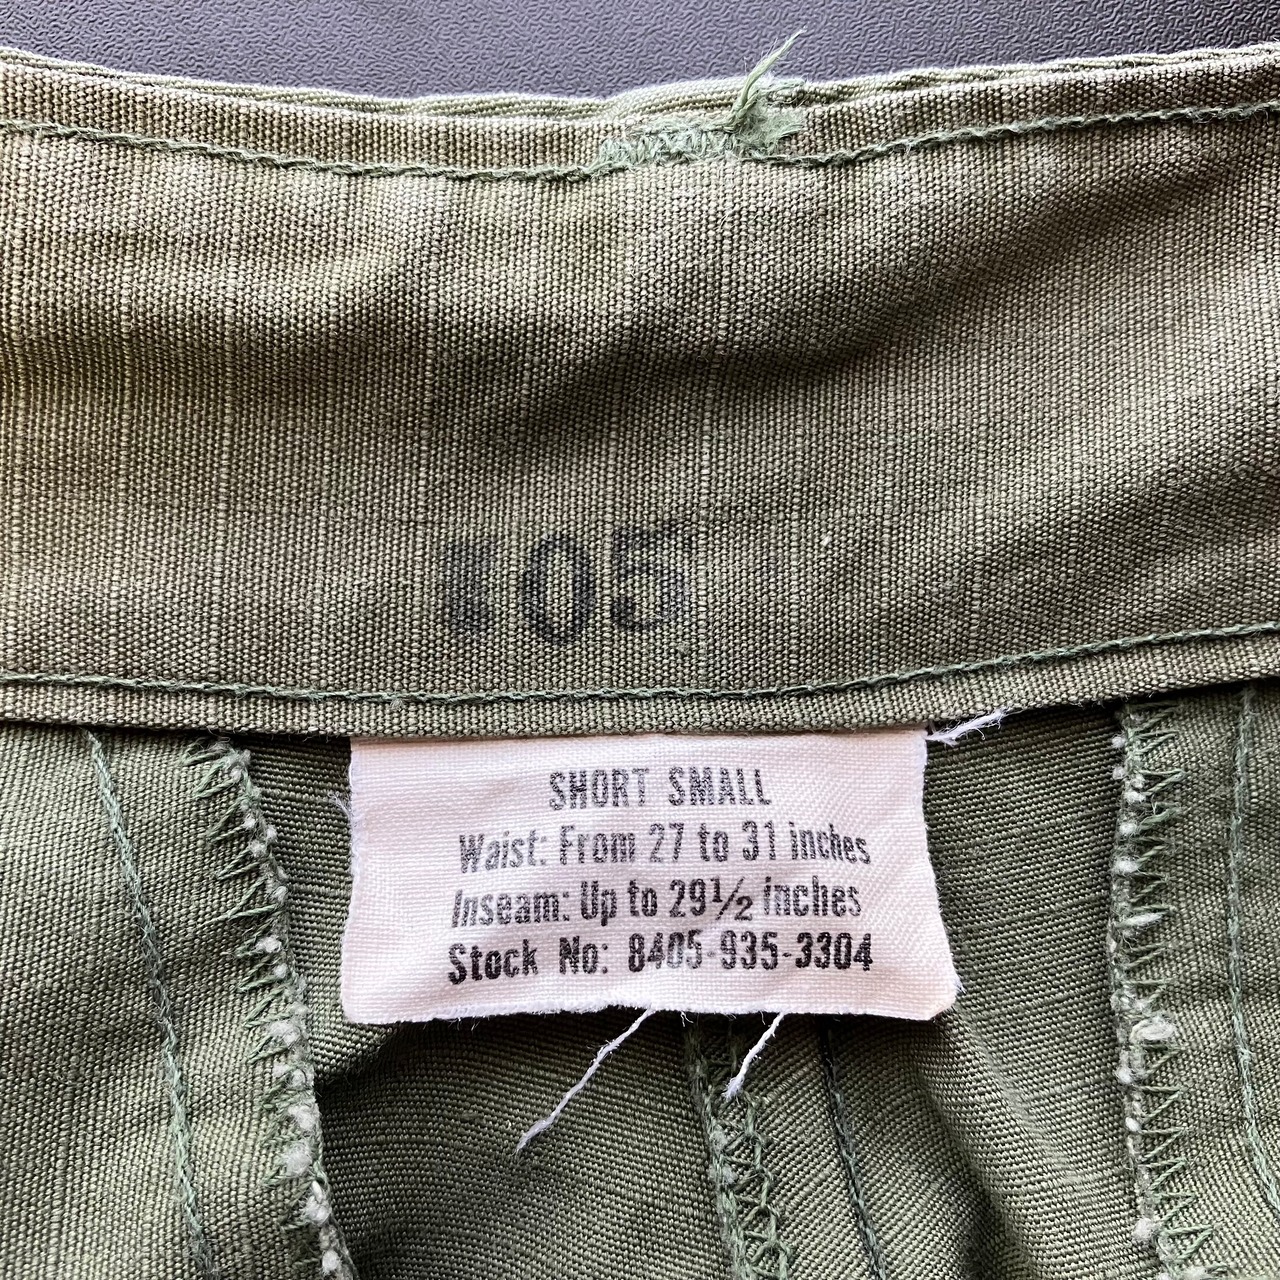 05
SHORT SMALL
Waist: From 27 to 31 inches
Inseam: Up to 29½ inches
Stock No: 8405-935-3304